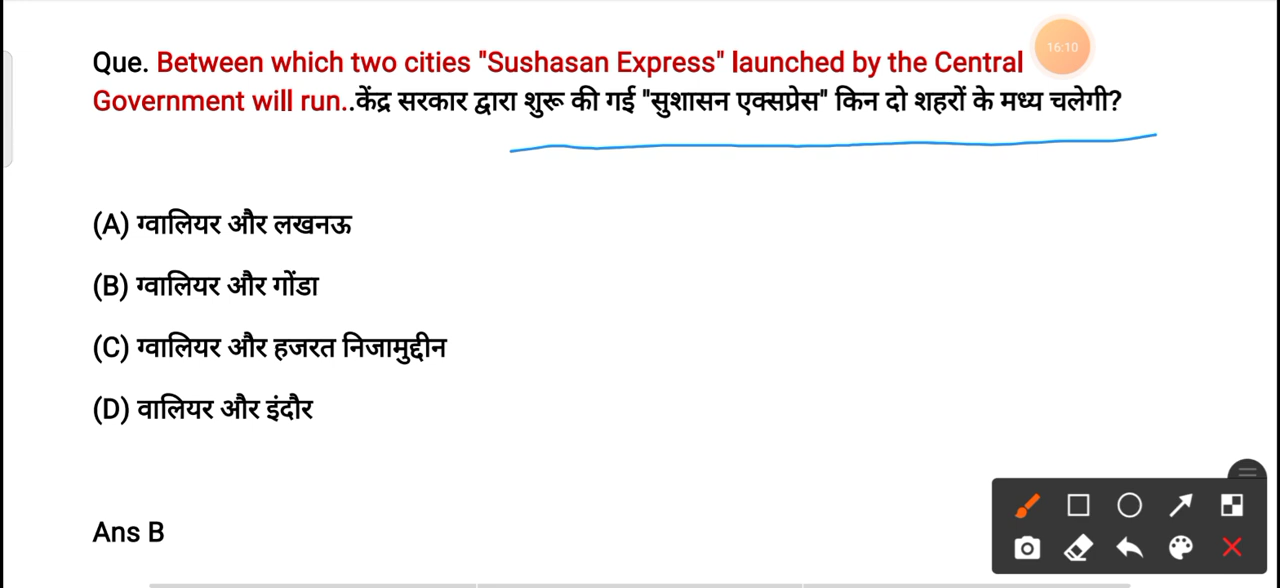 Que. Between which two cities "Sushasan Express" launched by the Central
Government will run..केंद्र सरकार द्वारा शुरू की गई "सुशासन एक्सप्रेस" किन दो शहरों के मध्य चलेगी?
16:10
(A) ग्वालियर और लखनऊ
(B) ग्वालियर और गोंडा
(C) ग्वालियर और हजरत निजामुद्दीन
(D) वालियर और इंदौर
Ans B